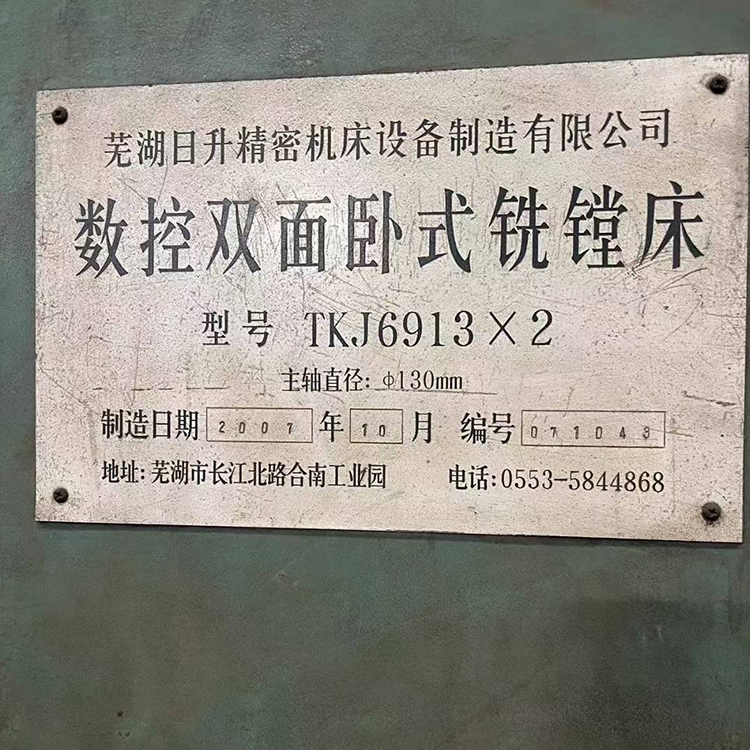 芜湖日升精密机床设备制造有限公司
数控双面卧式铣镗床
型号 TKJ6913×2
主轴直径: Φ130mm
制造日期 2007 年 10 月 编号 071048
地址: 芜湖市长江北路合南工业园 电话: 0553-5844868